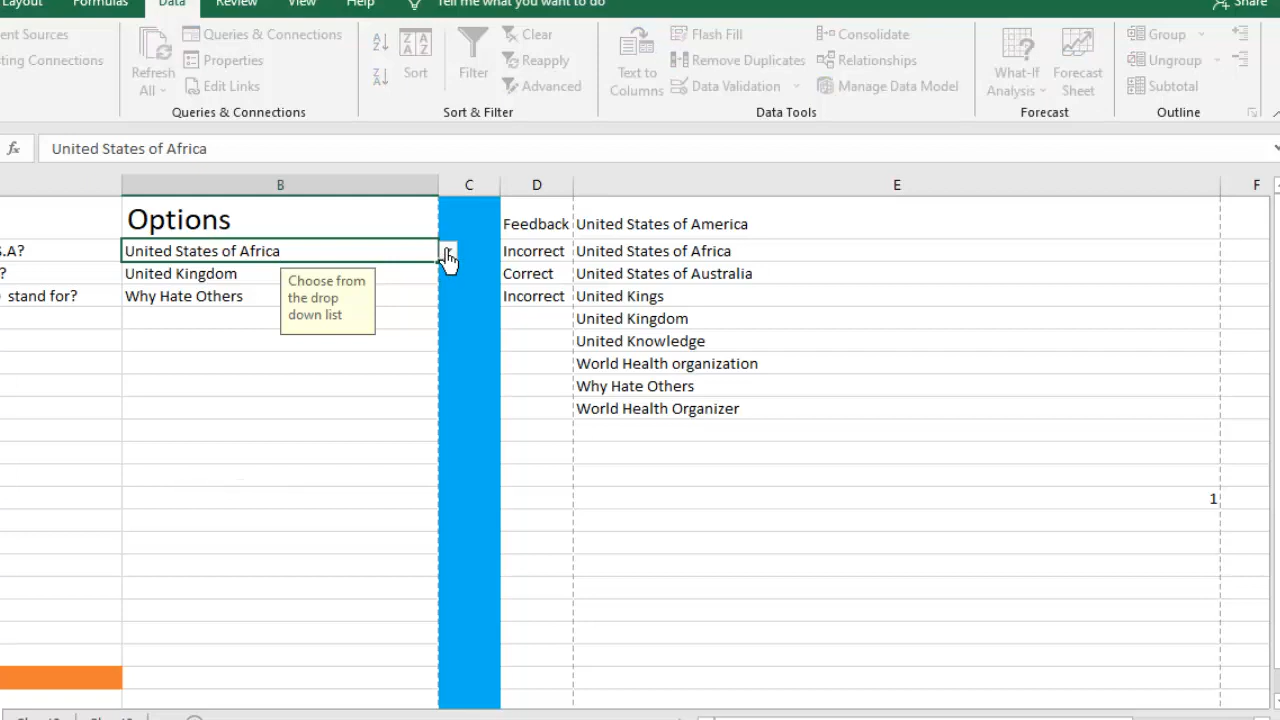 Layout Formulas Data Review View Help Tell me what you want to do Share
ent Sources
ting Connections
Refresh
All
Queries & Connections
Properties
Edit Links
Queries & Connections
Sort
Filter
Clear
Reapply
Advanced
Sort & Filter
Text to
Columns
Flash Fill
Remove Duplicates
Data Validation
Consolidate
Relationships
Manage Data Model
Data Tools
What-If
Analysis
Forecast
Sheet
Forecast
Group
Ungroup
Subtotal
Outline
fx United States of Africa
B C D E F
Options Feedback United States of America
S.A? United States of Africa Incorrect United States of Africa
? United Kingdom Correct United States of Australia
stand for? Why Hate Others Incorrect United Kings
Choose from
the drop
down list
United Kingdom
United Knowledge
World Health organization
Why Hate Others
World Health Organizer
1